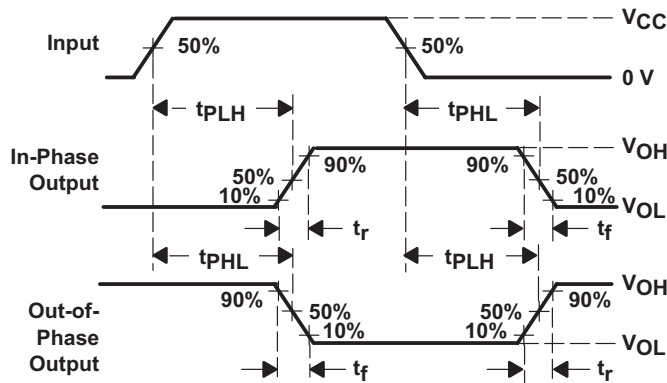 Input
50%
50%
VCC
0 V
tPLH
tPHL
In-Phase
Output
50%
10%
90%
90%
50%
10%
VOH
VOL
tr
tf
tPHL
tPLH
Out-of-
Phase
Output
90%
50%
10%
50%
10%
90%
VOH
VOL
tf
tr